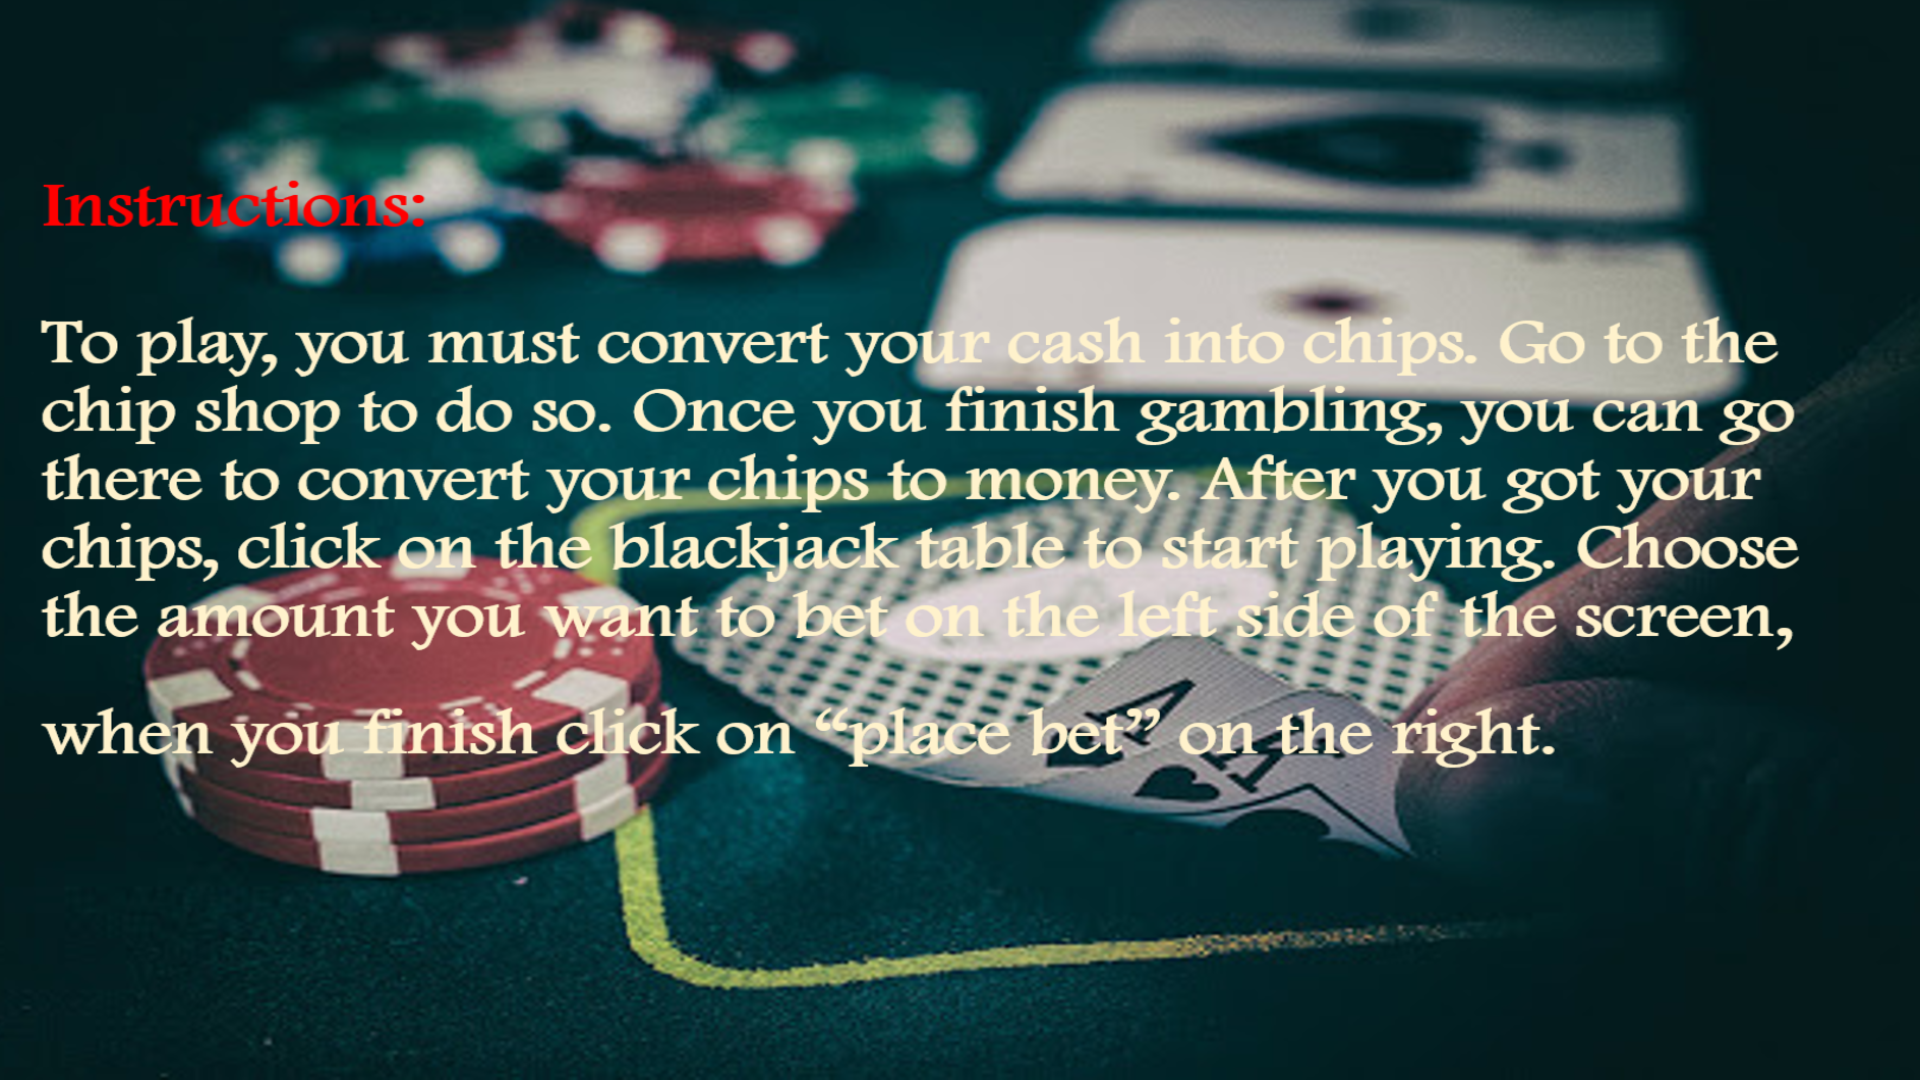 Instructions:
To play, you must convert your cash into chips. Go to the
chip shop to do so. Once you finish gambling, you can go
there to convert your chips to money. After you got your
chips, click on the blackjack table to start playing. Choose
the amount you want to bet on the left side of the screen,
when you finish click on “place bet” on the right.
A
A